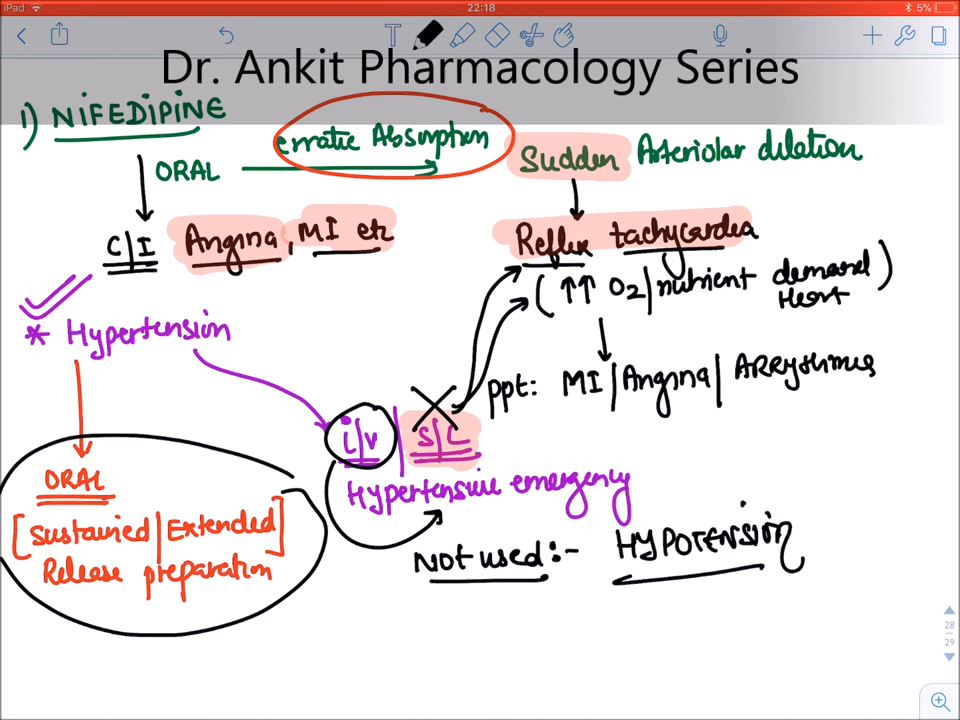 iPad 22:18 5%
Dr. Ankit Pharmacology Series
1) NIFEDIPINE
ORAL erratic Absorption Sudden Arteriolar dilation
C/I Angina, MI etc Reflex tachycardea
(↑↑ O2/nutrient demand Heart)
* Hypertension
ppt: MI/Angina/ARRythmias
i/v | S/C
ORAL
Hypertensive emergency
[Sustained/Extended]
Release preparation
Not used:- HYPOTENSION
28
29